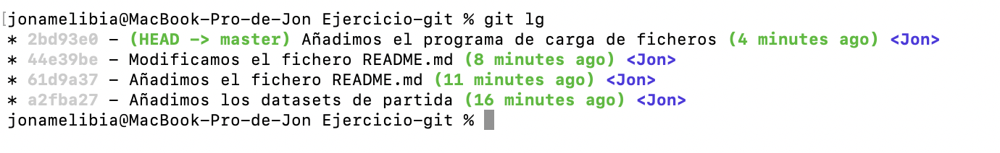 [jonamelibia@MacBook-Pro-de-Jon Ejercicio-git % git lg
* 2bd93e0 - (HEAD -> master) Añadimos el programa de carga de ficheros (4 minutes ago) <Jon>
* 44e39be - Modificamos el fichero README.md (8 minutes ago) <Jon>
* 61d9a37 - Añadimos el fichero README.md (11 minutes ago) <Jon>
* a2fba27 - Añadimos los datasets de partida (16 minutes ago) <Jon>
jonamelibia@MacBook-Pro-de-Jon Ejercicio-git %